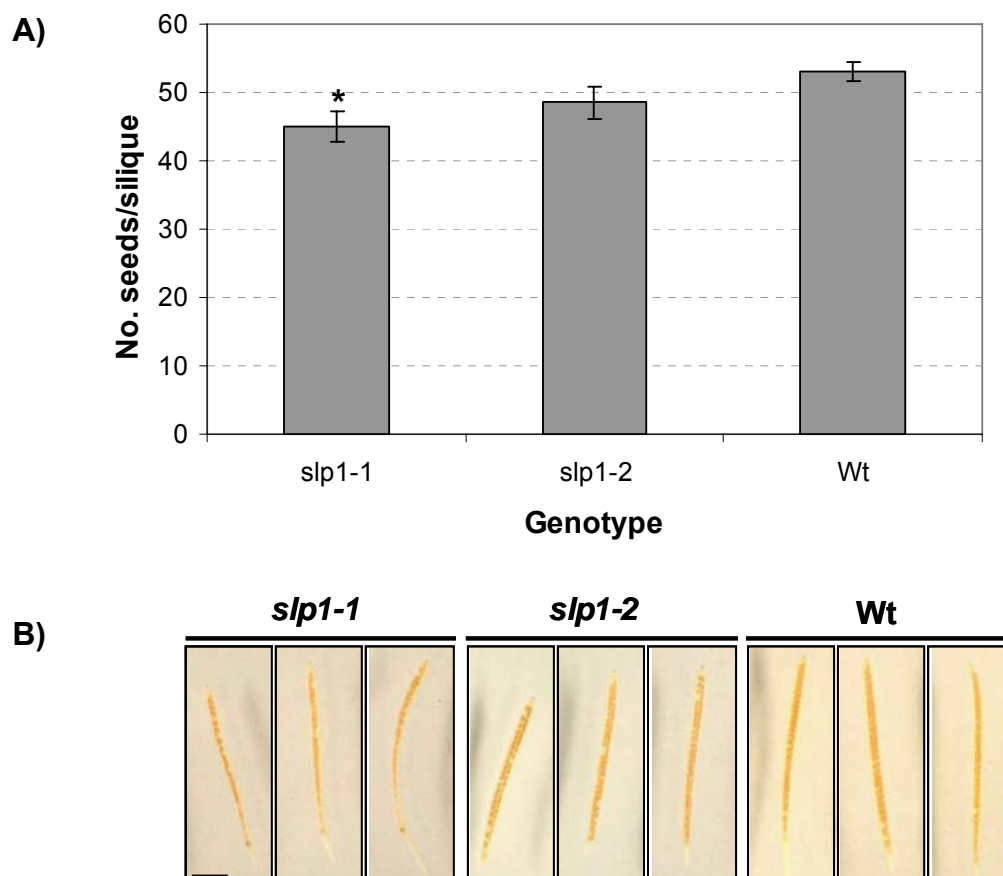 A)
60
50
40
30
20
10
0
No. seeds/silique
*
slp1-1 slp1-2 Wt
Genotype
B)
slp1-1 slp1-2 Wt